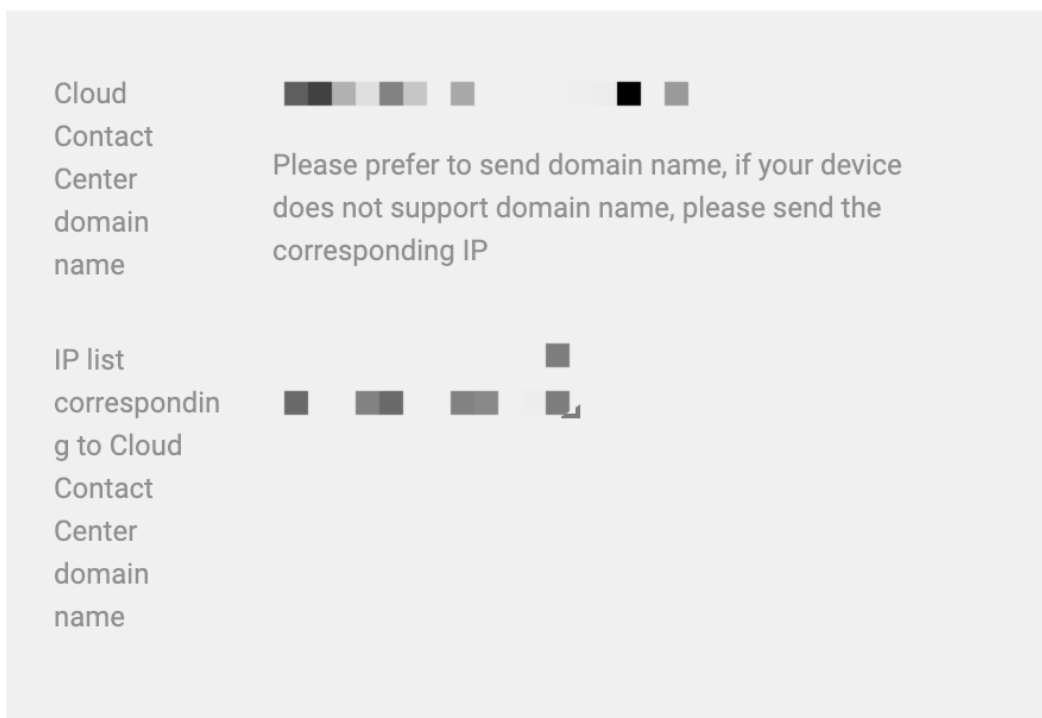 Cloud
Contact
Center
domain
name
Please prefer to send domain name, if your device
does not support domain name, please send the
corresponding IP
IP list
correspondin
g to Cloud
Contact
Center
domain
name